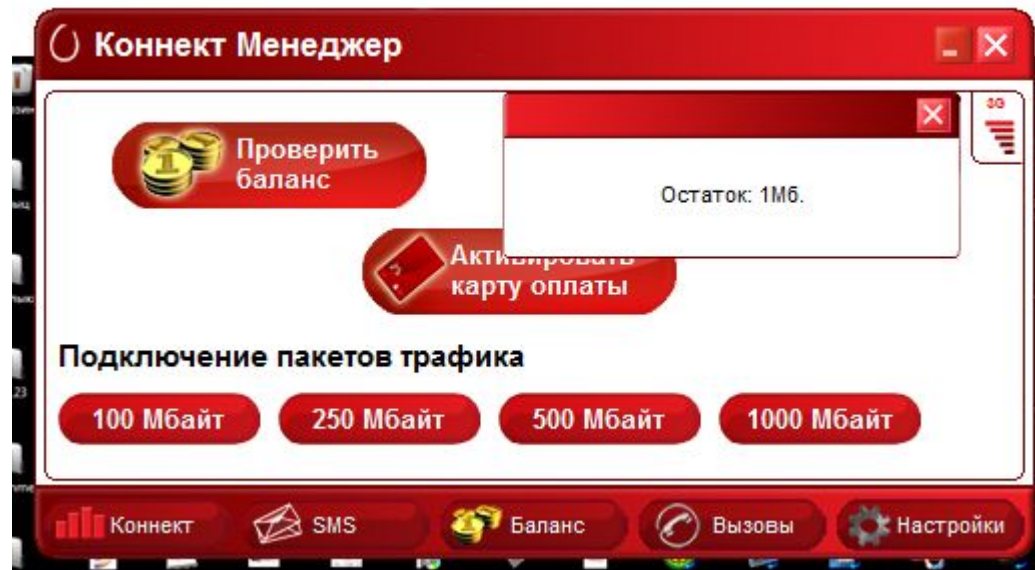 Коннект Менеджер
3G
Проверить
баланс
Остаток: 1Мб.
Активировать
карту оплаты
Подключение пакетов трафика
100 Мбайт
250 Мбайт
500 Мбайт
1000 Мбайт
Коннект
SMS
Баланс
Вызовы
Настройки